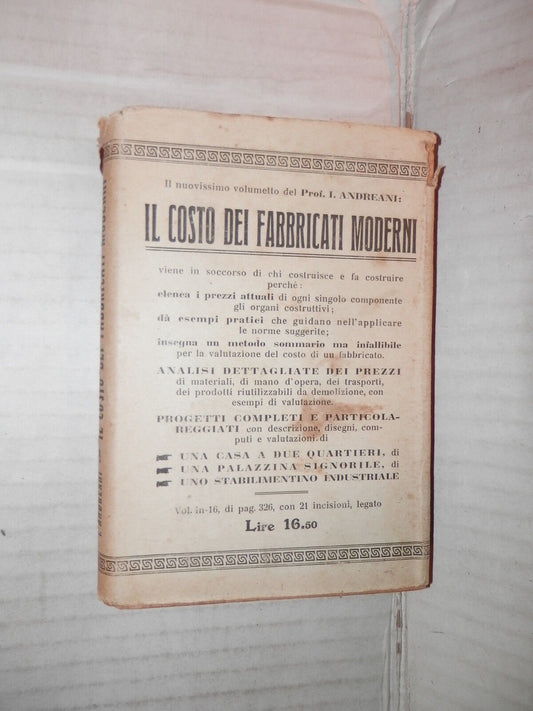 Il nuovissimo volumetto del Prof. I. ANDREANI:
IL COSTO DEI FABBRICATI MODERNI
viene in soccorso di chi costruisce e fa costruire
perchè:
elenca i prezzi attuali di ogni singolo componente
gli organi costruttivi;
dà esempi pratici che guidano nell'applicare
le norme suggerite;
insegna un metodo sommario ma infallibile
per la valutazione del costo di un fabbricato.
ANALISI DETTAGLIATE DEI PREZZI
di materiali, di mano d'opera, dei trasporti,
dei prodotti riutilizzabili da demolizione, con
esempi di valutazione.
PROGETTI COMPLETI E PARTICOLA-
REGGIATI con descrizione, disegni, com-
puti e valutazioni di
UNA CASA A DUE QUARTIERI, di
UNA PALAZZINA SIGNORILE, di
UNO STABILIMENTINO INDUSTRIALE
Vol. in-16, di pag. 326, con 21 incisioni, legato
Lire 16.50
IL COSTO DEI FABBRICATI MODERNI